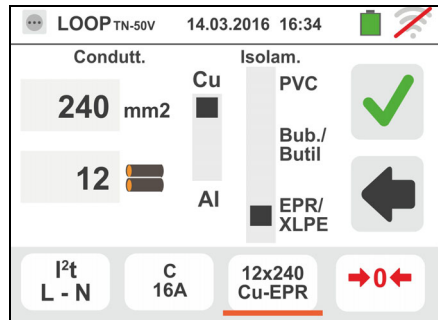 LOOP TN-50V 14.03.2016 16:34
Condutt. Isolam.
240 mm2
12
Cu
Al
PVC
Bub./
Butil
EPR/
XLPE
I²t
L - N
C
16A
12x240
Cu-EPR
0